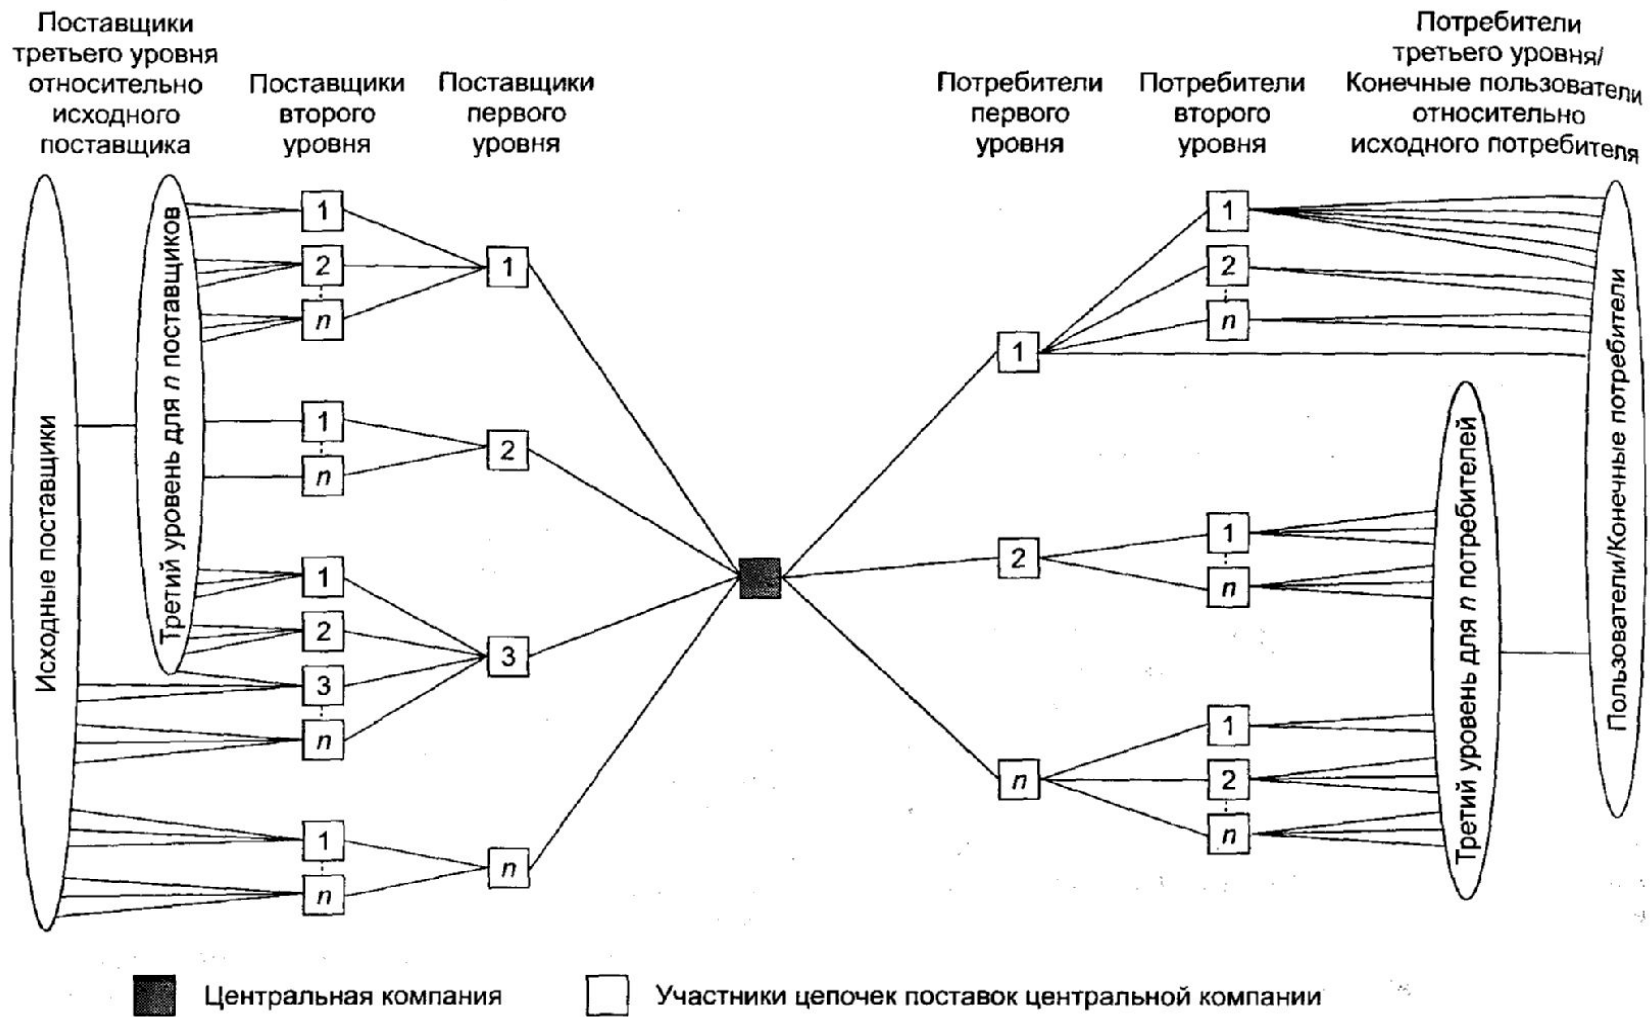 Поставщики
третьего уровня
относительно
исходного
поставщика
Поставщики
второго
уровня
Поставщики
первого
уровня
Потребители
первого
уровня
Потребители
второго
уровня
Потребители
третьего уровня/
Конечные пользователи
относительно
исходного потребителя
Исходные поставщики
Третий уровень для n поставщиков
1
2
n
1
n
1
2
3
n
1
n
1
2
3
n
1
2
n
1
2
n
1
n
1
2
n
Третий уровень для n потребителей
Пользователи/Конечные потребители
Центральная компания
Участники цепочек поставок центральной компании